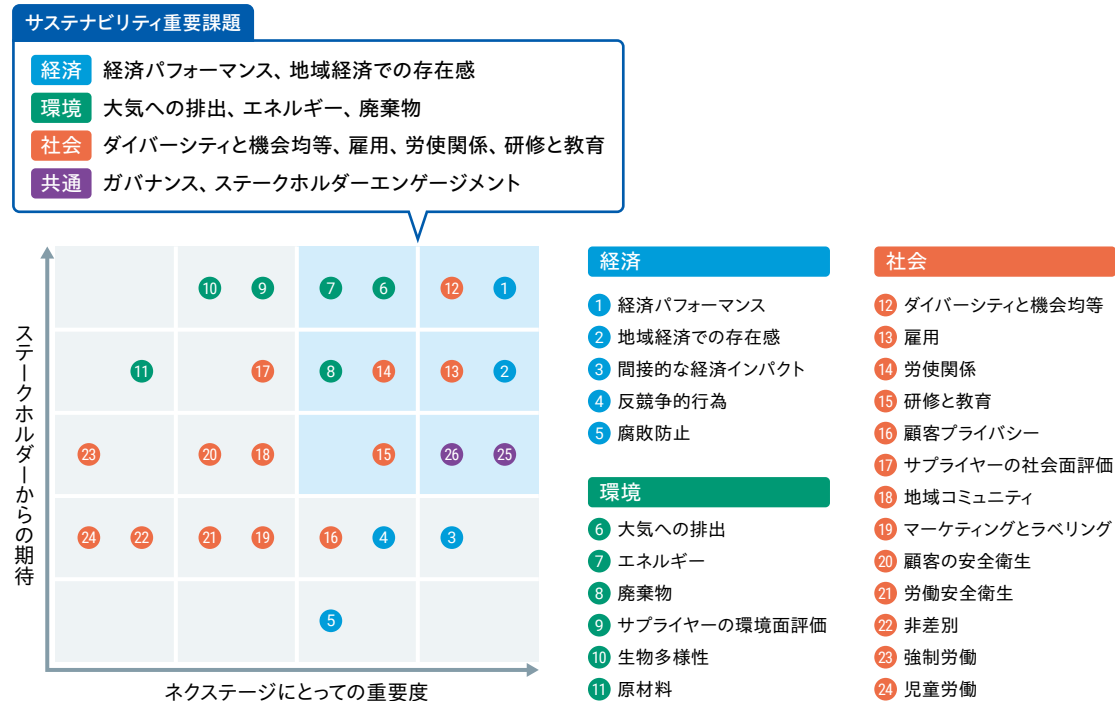 サステナビリティ重要課題
経済 経済パフォーマンス、地域経済での存在感
環境 大気への排出、エネルギー、廃棄物
社会 ダイバーシティと機会均等、雇用、労使関係、研修と教育
共通 ガバナンス、ステークホルダーエンゲージメント
ステークホルダーからの期待
10 9 7 6 12 1
11 17 8 14 13 2
23 20 18 15 26 25
24 22 21 19 16 4 3
5
ネクステージにとっての重要度
経済
1 経済パフォーマンス
2 地域経済での存在感
3 間接的な経済インパクト
4 反競争的行為
5 腐敗防止
環境
6 大気への排出
7 エネルギー
8 廃棄物
9 サプライヤーの環境面評価
10 生物多様性
11 原材料
社会
12 ダイバーシティと機会均等
13 雇用
14 労使関係
15 研修と教育
16 顧客プライバシー
17 サプライヤーの社会面評価
18 地域コミュニティ
19 マーケティングとラベリング
20 顧客の安全衛生
21 労働安全衛生
22 非差別
23 強制労働
24 児童労働